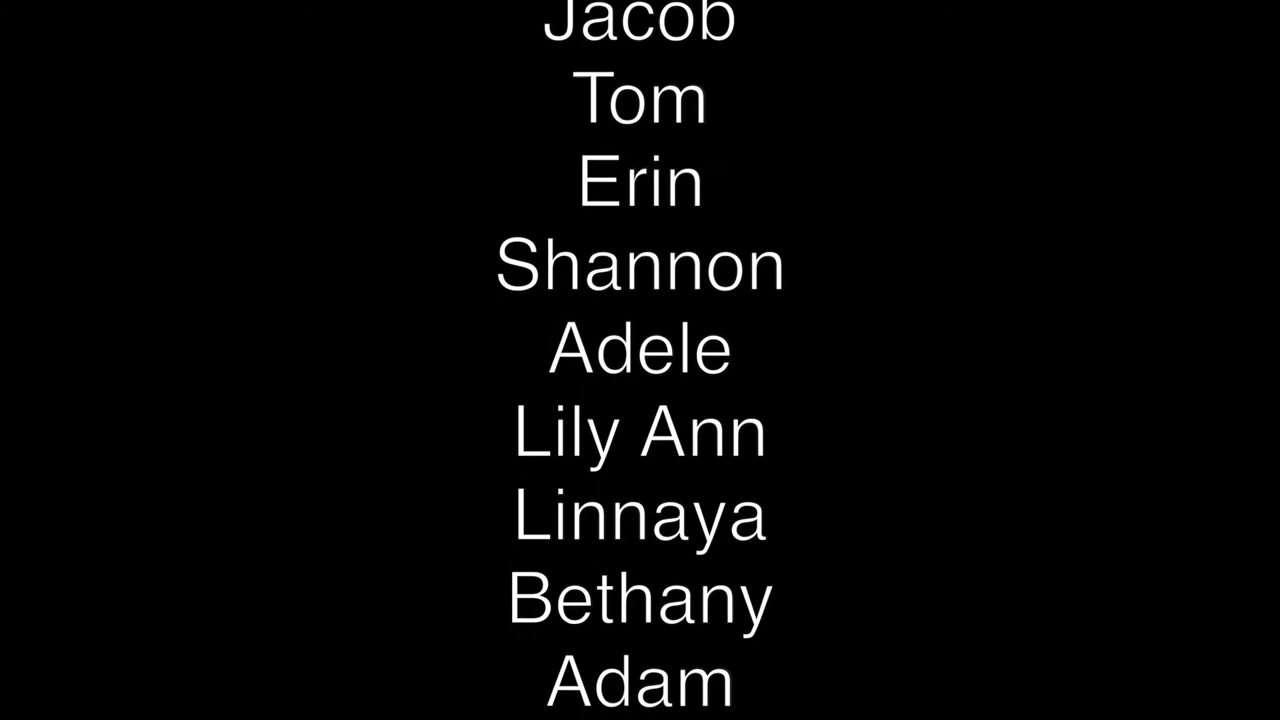 Jacob
Tom
Erin
Shannon
Adele
Lily Ann
Linnaya
Bethany
Adam